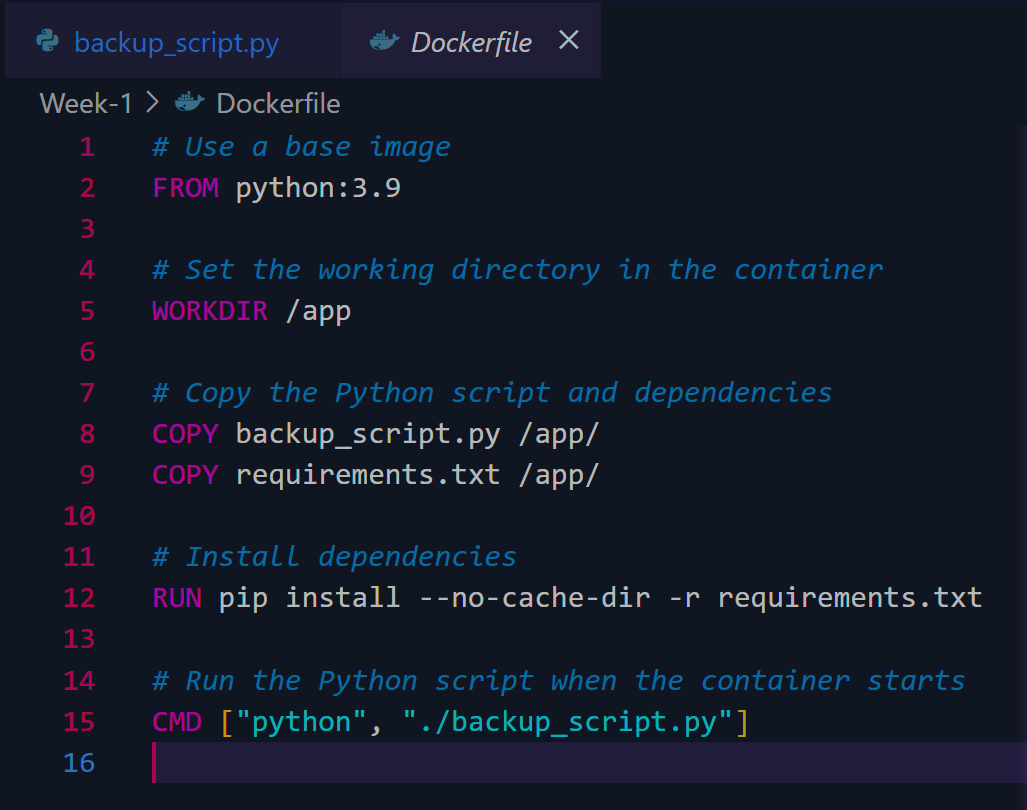 backup_script.py Dockerfile
Week-1 > Dockerfile
1 # Use a base image
2 FROM python:3.9
3
4 # Set the working directory in the container
5 WORKDIR /app
6
7 # Copy the Python script and dependencies
8 COPY backup_script.py /app/
9 COPY requirements.txt /app/
10
11 # Install dependencies
12 RUN pip install --no-cache-dir -r requirements.txt
13
14 # Run the Python script when the container starts
15 CMD ["python", "./backup_script.py"]
16